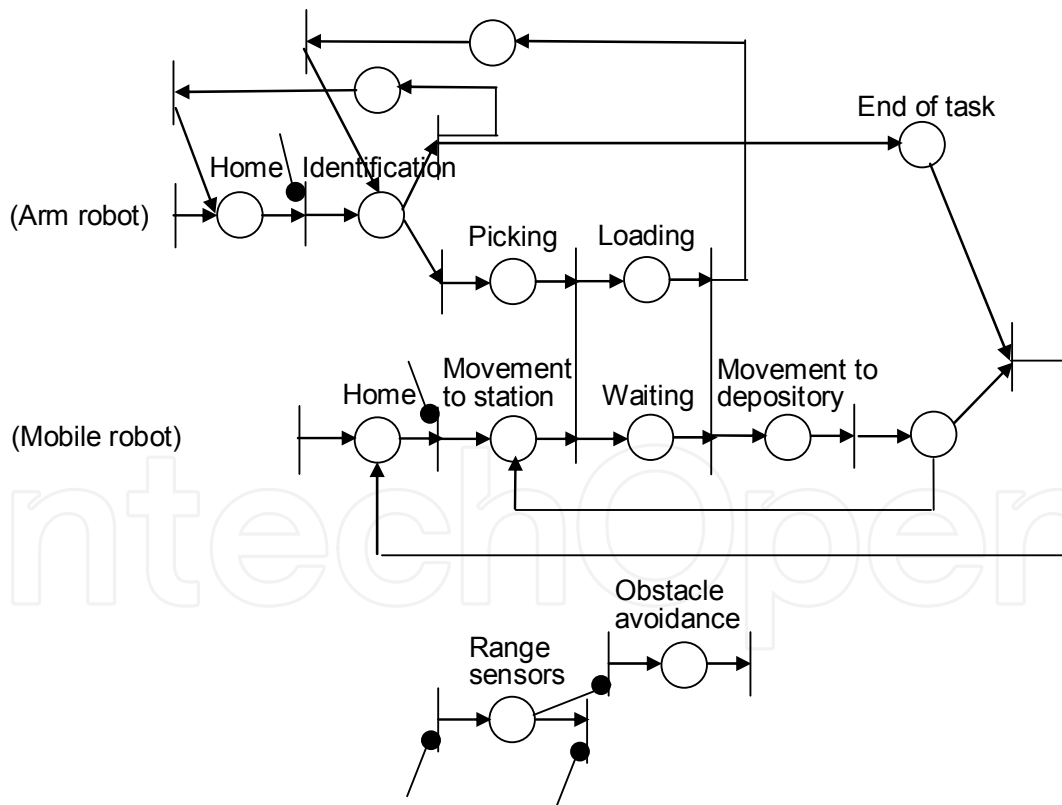 End of task
Home
Identification
(Arm robot)
Picking
Loading
Movement
to station
Movement to
depository
Home
Waiting
(Mobile robot)
ntechOpen
Obstacle
avoidance
Range
sensors